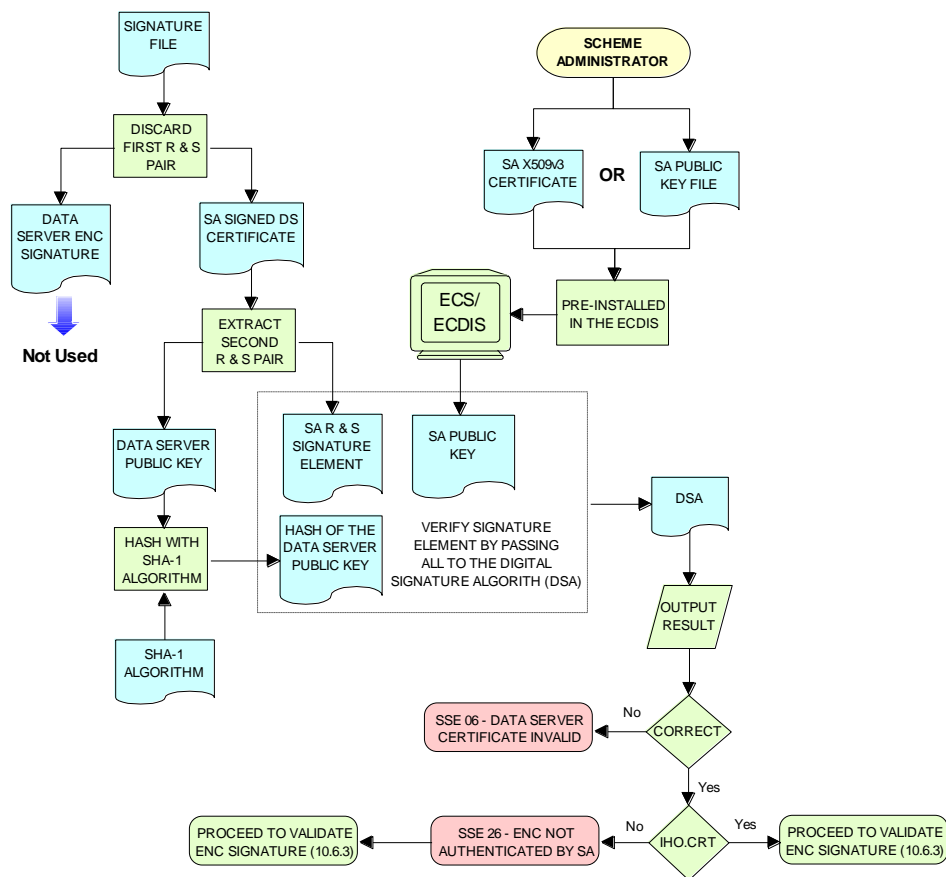 SIGNATURE
FILE
SCHEME
ADMINISTRATOR
DISCARD
FIRST R & S
PAIR
SA X509v3
CERTIFICATE
OR
SA PUBLIC
KEY FILE
DATA
SERVER ENC
SIGNATURE
SA SIGNED DS
CERTIFICATE
Not Used
EXTRACT
SECOND
R & S PAIR
ECS/
ECDIS
PRE-INSTALLED
IN THE ECDIS
DATA SERVER
PUBLIC KEY
SA R & S
SIGNATURE
ELEMENT
SA PUBLIC
KEY
HASH WITH
SHA-1
ALGORITHM
HASH OF THE
DATA SERVER
PUBLIC KEY
VERIFY SIGNATURE
ELEMENT BY PASSING
ALL TO THE DIGITAL
SIGNATURE ALGORITH (DSA)
DSA
SHA-1
ALGORITHM
OUTPUT
RESULT
SSE 06 - DATA SERVER
CERTIFICATE INVALID
No
CORRECT
Yes
PROCEED TO VALIDATE
ENC SIGNATURE (10.6.3)
SSE 26 - ENC NOT
AUTHENTICATED BY SA
No
IHO.CRT
Yes
PROCEED TO VALIDATE
ENC SIGNATURE (10.6.3)